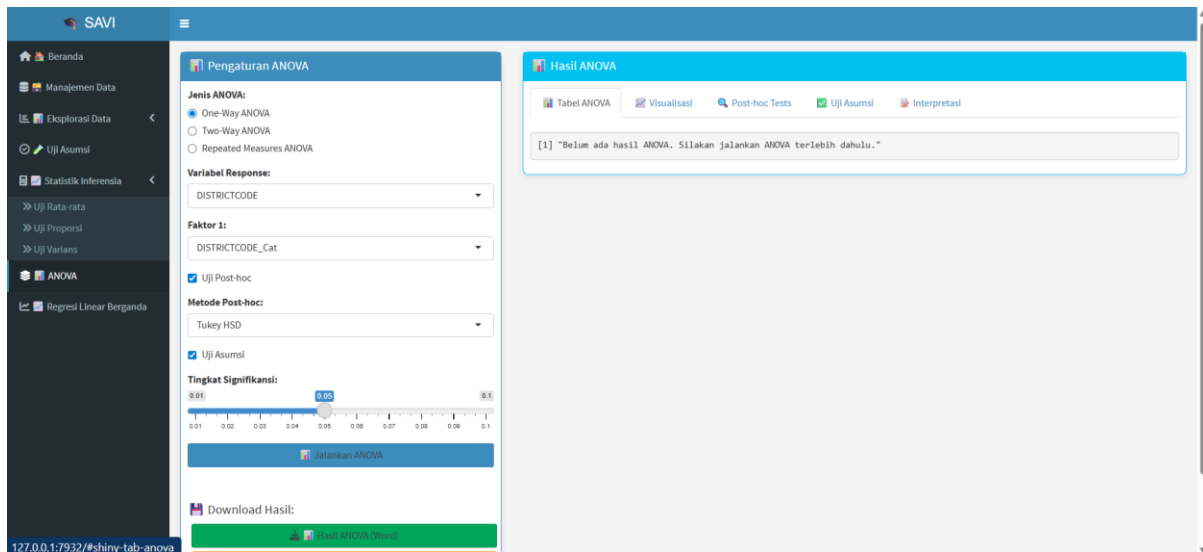 SAVI
Beranda
Manajemen Data
Eksplorasi Data
Uji Asumsi
Statistik Inferensia
Uji Rata-rata
Uji Proporsi
Uji Varians
ANOVA
Regresi Linear Berganda
127.0.0.1:7932/#shiny-tab-anova
Pengaturan ANOVA
Jenis ANOVA:
One-Way ANOVA
Two-Way ANOVA
Repeated Measures ANOVA
Variabel Response:
DISTRICTCODE
Faktor 1:
DISTRICTCODE_Cat
Uji Post-hoc
Metode Post-hoc:
Tukey HSD
Uji Asumsi
Tingkat Signifikansi:
0.01 0.05 0.1
0.01 0.02 0.03 0.04 0.05 0.06 0.07 0.08 0.09 0.1
Jalankan ANOVA
Download Hasil:
Hasil ANOVA (Word)
Hasil ANOVA
Tabel ANOVA Visualisasi Post-hoc Tests Uji Asumsi Interpretasi
[1] "Belum ada hasil ANOVA. Silakan jalankan ANOVA terlebih dahulu."